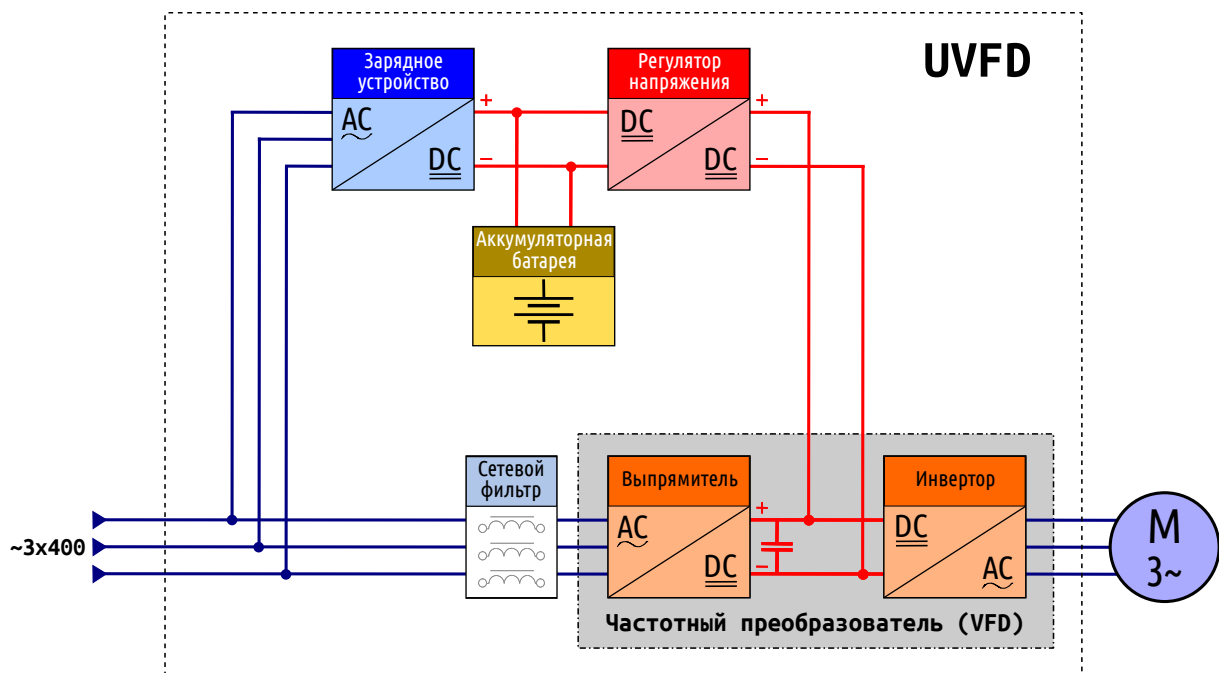 UVFD
Зарядное
устройство
AC
DC
+
−
Регулятор
напряжения
DC
DC
+
−
Аккумуляторная
батарея
~3x400
Сетевой
фильтр
Выпрямитель
AC
DC
+
−
Инвертор
DC
AC
Частотный преобразователь (VFD)
M
3~